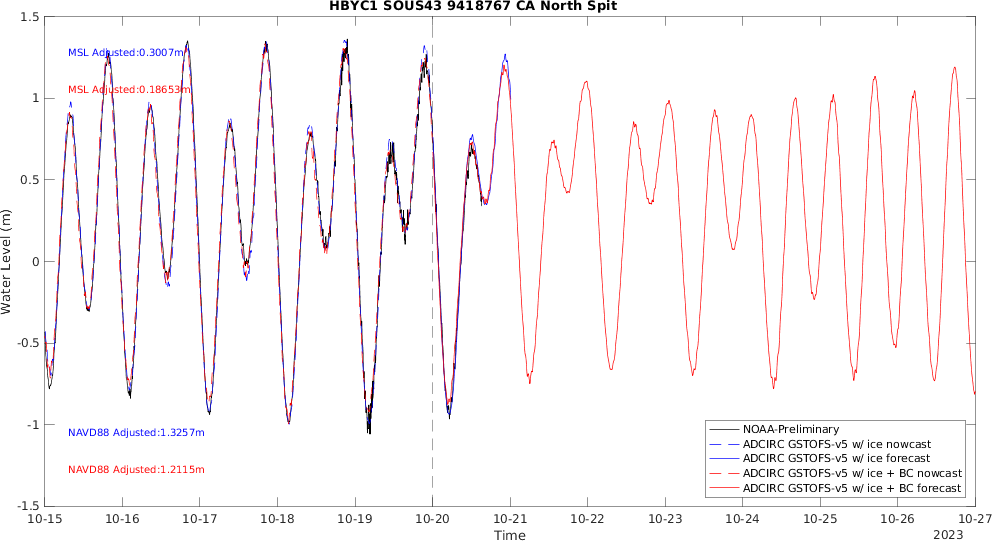 HBYC1 SOUS43 9418767 CA North Spit
1.5
1
0.5
0
-0.5
-1
-1.5
Water Level (m)
MSL Adjusted:0.3007m
MSL Adjusted:0.18653m
NAVD88 Adjusted:1.3257m
NAVD88 Adjusted:1.2115m
NOAA-Preliminary
ADCIRC GSTOFS-v5 w/ ice nowcast
ADCIRC GSTOFS-v5 w/ ice forecast
ADCIRC GSTOFS-v5 w/ ice + BC nowcast
ADCIRC GSTOFS-v5 w/ ice + BC forecast
10-15 10-16 10-17 10-18 10-19 10-20 10-21 10-22 10-23 10-24 10-25 10-26 10-27
Time
2023